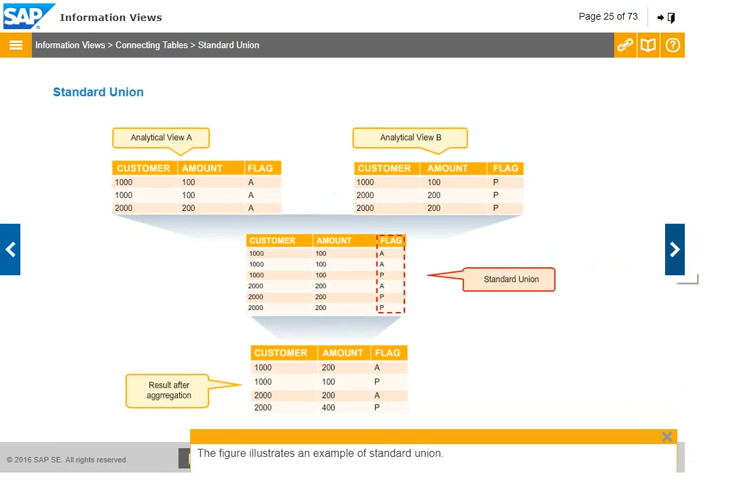 SAP
Information Views
Page 25 of 73
Information Views > Connecting Tables > Standard Union
Standard Union
Analytical View A
Analytical View B
CUSTOMER AMOUNT FLAG
1000 100 A
1000 100 A
2000 200 A
CUSTOMER AMOUNT FLAG
1000 100 P
2000 200 P
2000 200 P
CUSTOMER AMOUNT FLAG
1000 100 A
1000 100 A
1000 100 P
2000 200 A
2000 200 P
2000 200 P
Standard Union
CUSTOMER AMOUNT FLAG
1000 200 A
1000 100 P
2000 200 A
2000 400 P
Result after
aggrregation
The figure illustrates an example of standard union.
© 2016 SAP SE. All rights reserved.